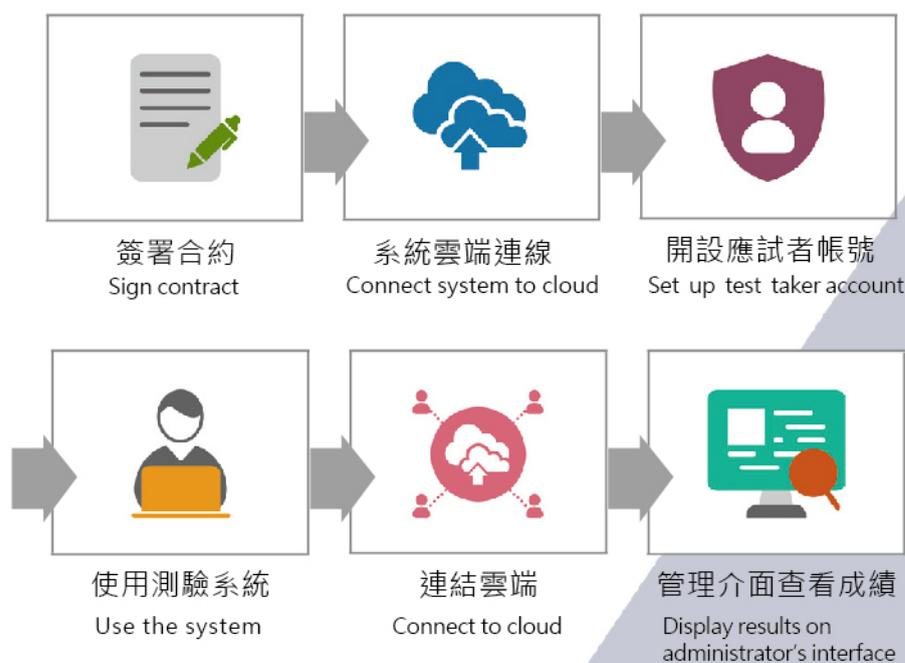 簽署合約
Sign contract
系統雲端連線
Connect system to cloud
開設應試者帳號
Set up test taker account
使用測驗系統
Use the system
連結雲端
Connect to cloud
管理介面查看成績
Display results on
administrator's interface